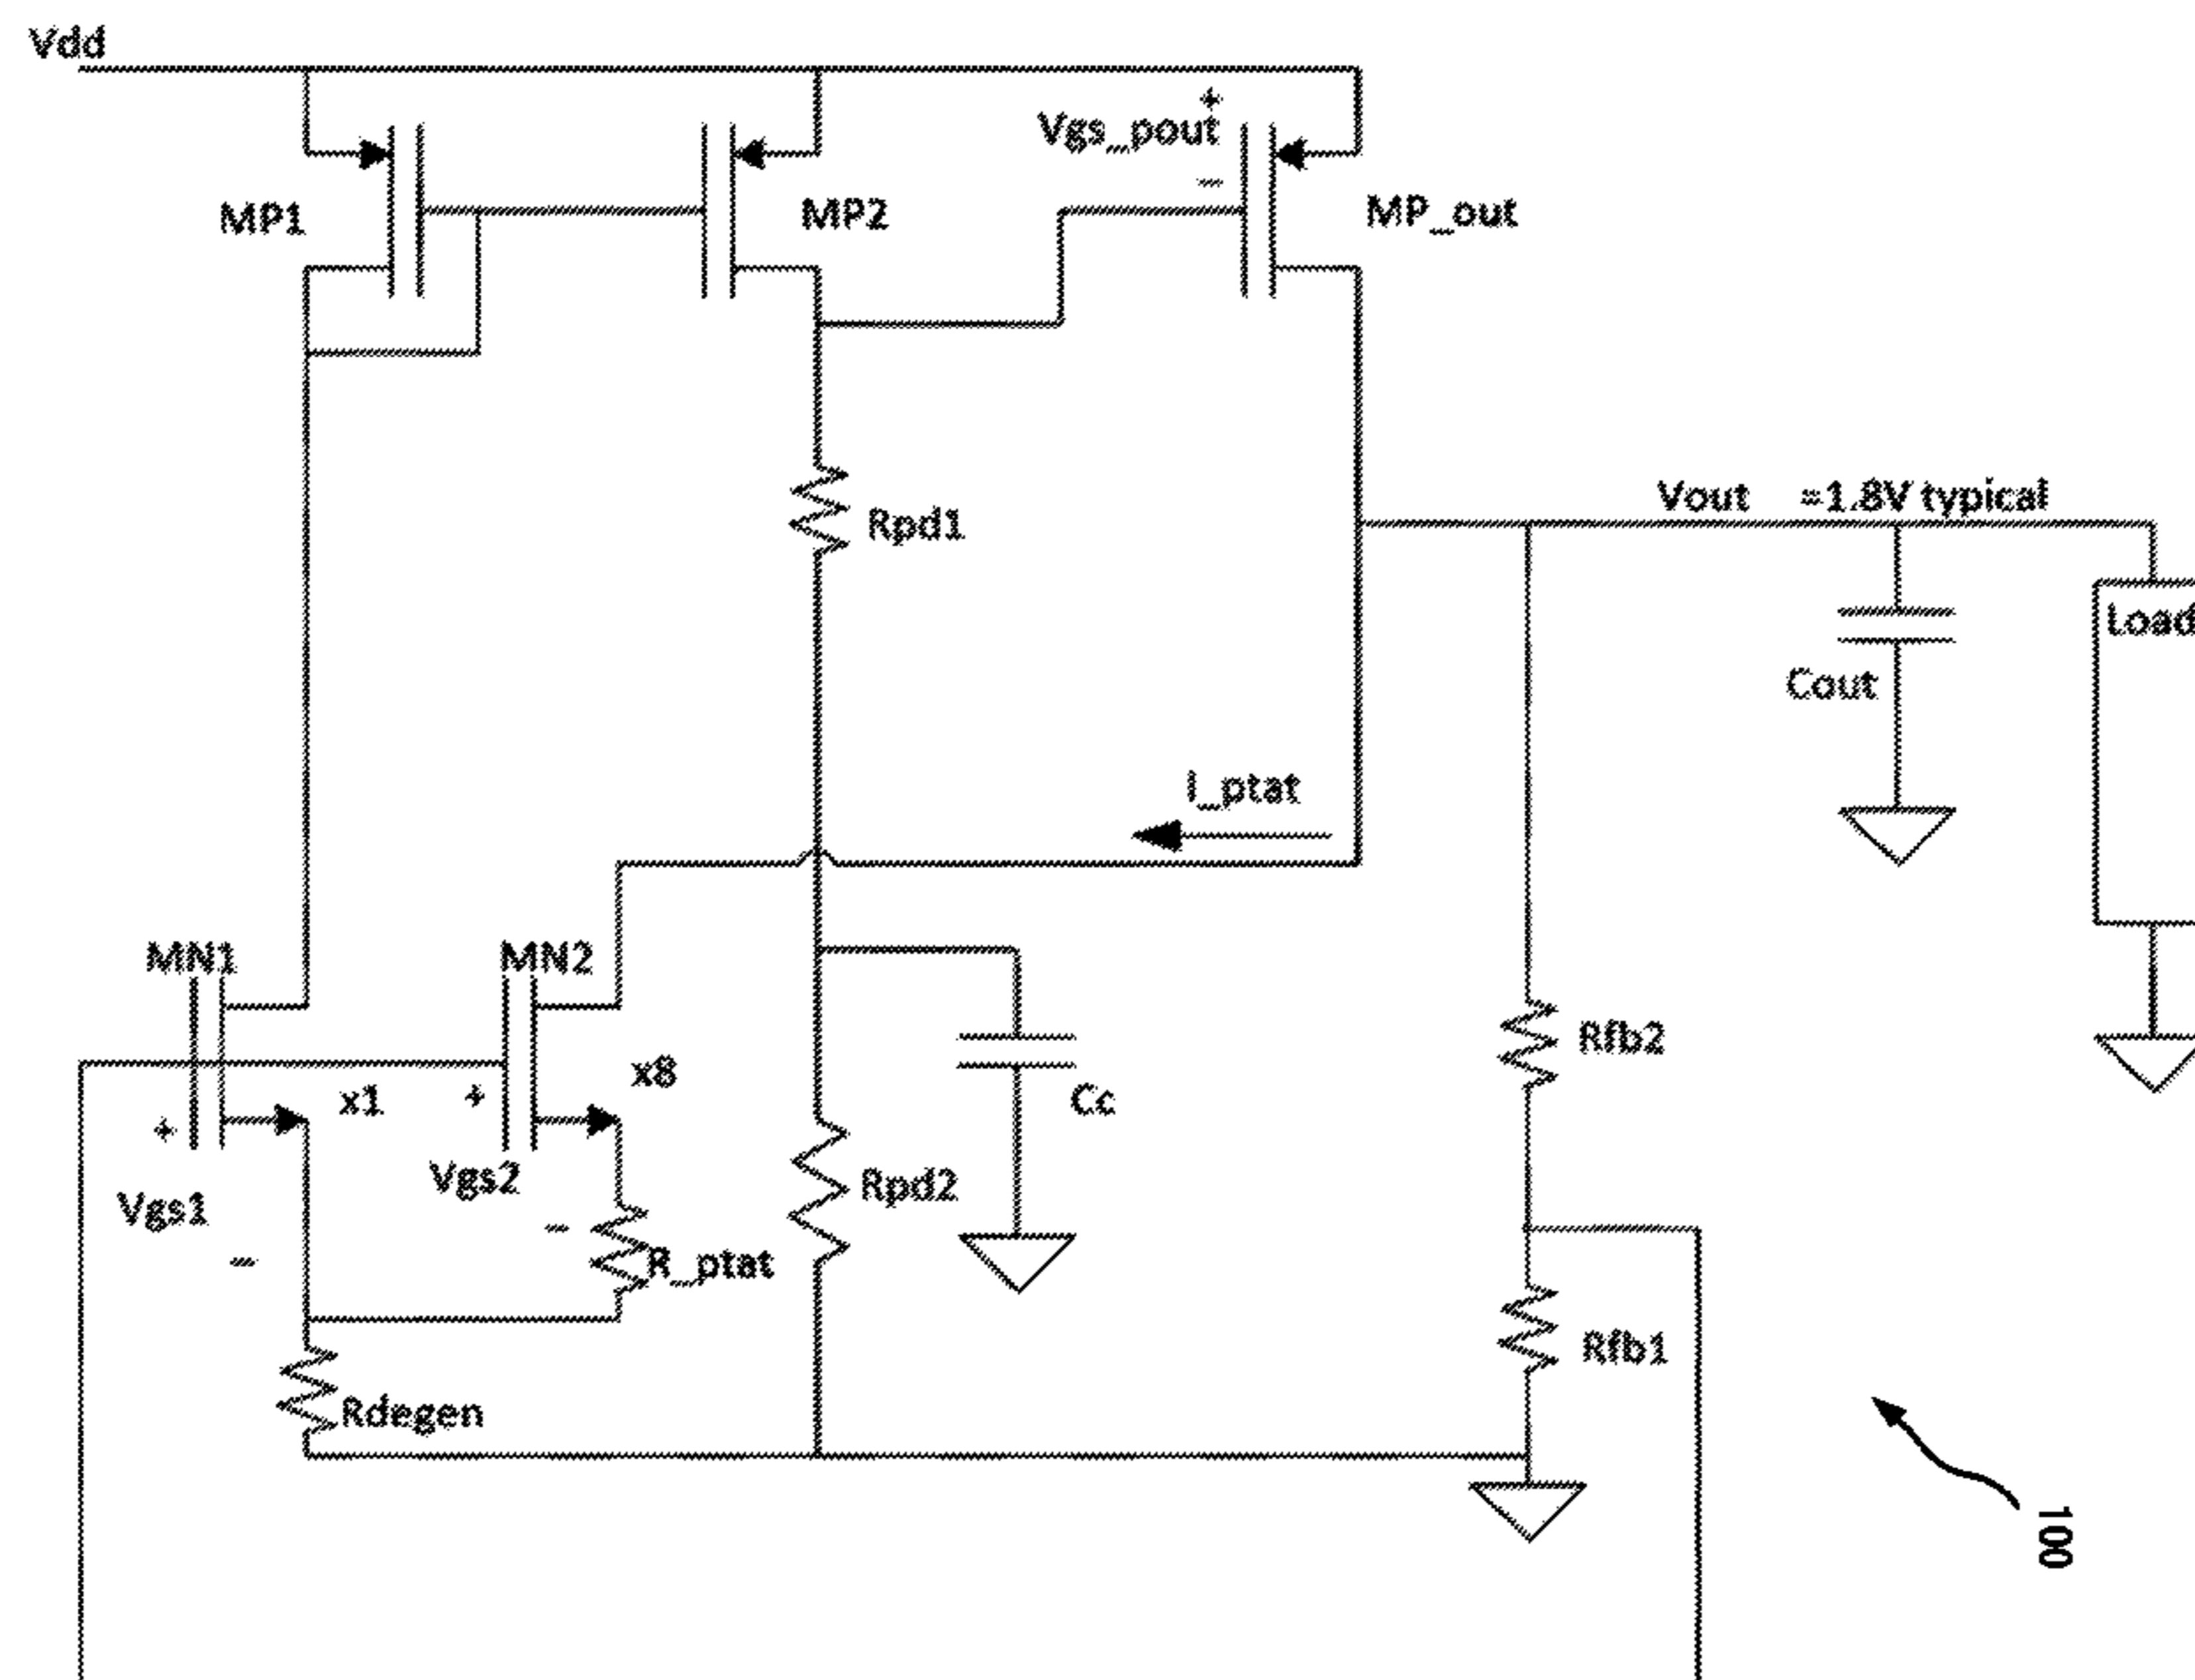 Vdd
+
Vgs_pout
-
MP1
MP2
MP_out
Vout =1.8V typical
Rpd1
Load
Cout
I_ptat
MN1
MN2
Rfb2
x8
x1
+
Cc
+
Vgs2
Rpd2
Vgs1
-
-
R_ptat
Rfb1
Rdegen
100